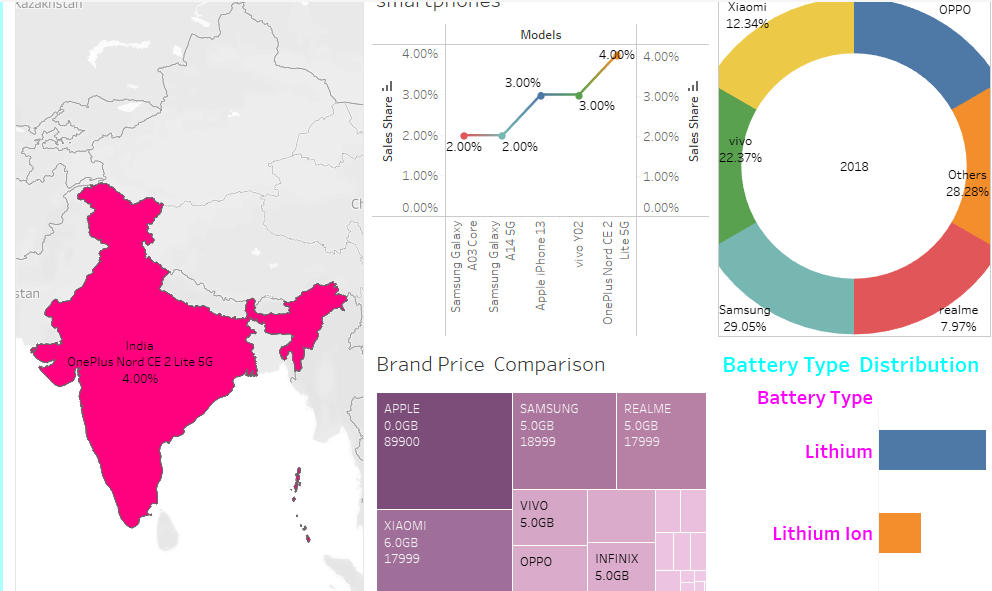 Kazakhstan
stan
Ch
India
OnePlus Nord CE 2 Lite 5G
4.00%
smartphones
Models
4.00%
3.00%
2.00%
1.00%
0.00%
Sales Share
4.00%
3.00%
3.00%
2.00%
2.00%
4.00%
3.00%
2.00%
1.00%
0.00%
Sales Share
Samsung Galaxy
A03 Core
Samsung Galaxy
A14 5G
Apple iPhone 13
vivo Y02
OnePlus Nord CE 2
Lite 5G
Xiaomi
12.34%
OPPO
vivo
22.37%
2018
Others
28.28%
Samsung
29.05%
realme
7.97%
Brand Price Comparison
APPLE
0.0GB
89900
SAMSUNG
5.0GB
18999
REALME
5.0GB
17999
XIAOMI
6.0GB
17999
VIVO
5.0GB
OPPO
INFINIX
5.0GB
Battery Type Distribution
Battery Type
Lithium
Lithium Ion